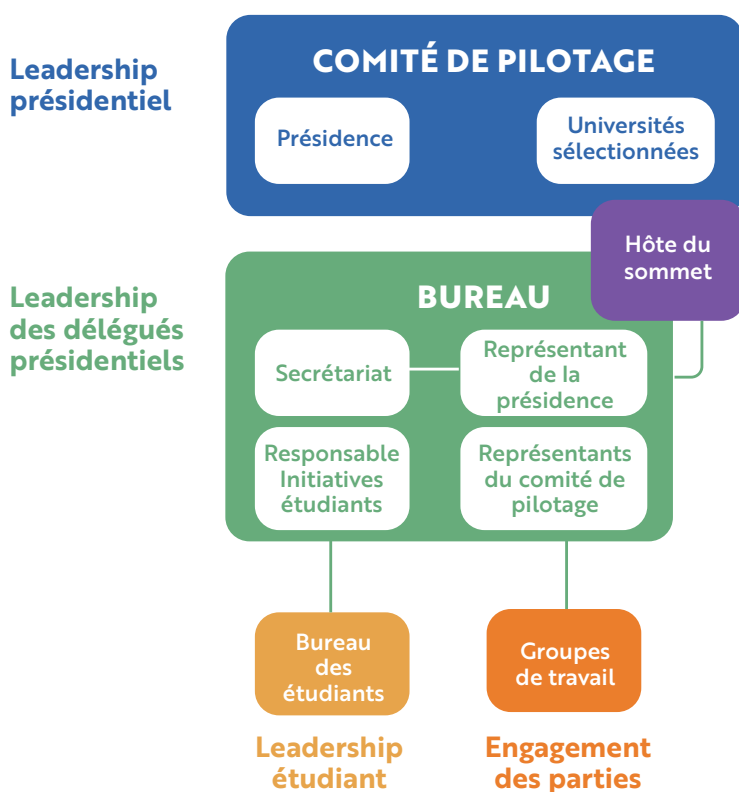 Leadership
présidentiel
COMITÉ DE PILOTAGE
Présidence
Universités
sélectionnées
Hôte du
sommet
Leadership
des délégués
présidentiels
BUREAU
Secrétariat
Représentant
de la
présidence
Responsable
Initiatives
étudiants
Représentants
du comité de
pilotage
Bureau
des
étudiants
Groupes
de travail
Leadership
étudiant
Engagement
des parties